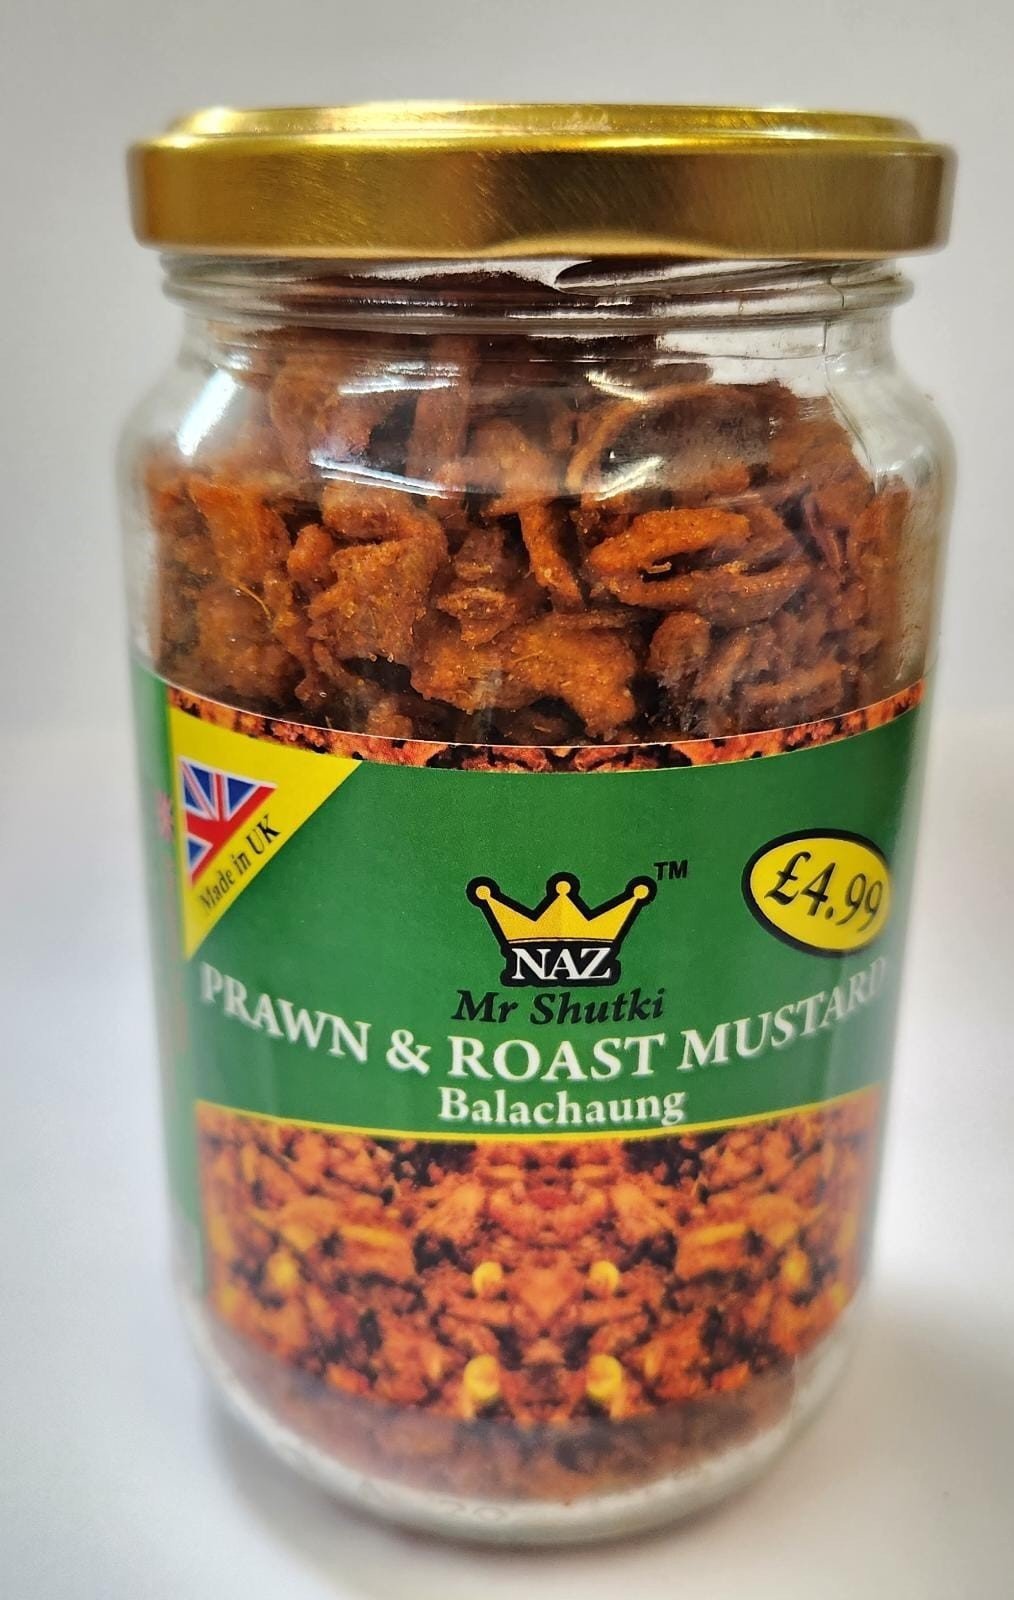 Made in UK
TM
£4.99
NAZ
Mr Shutki
PRAWN & ROAST MUSTARD
Balachaung